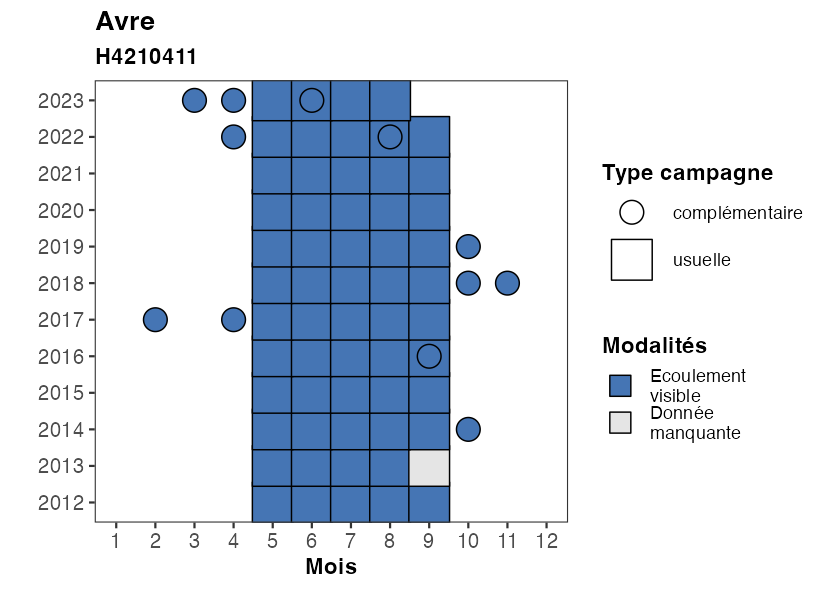 Avre
H4210411
2023
2022
2021
2020
2019
2018
2017
2016
2015
2014
2013
2012
1 2 3 4 5 6 7 8 9 10 11 12
Mois
Type campagne
complémentaire
usuelle
Modalités
Ecoulement
visible
Donnée
manquante